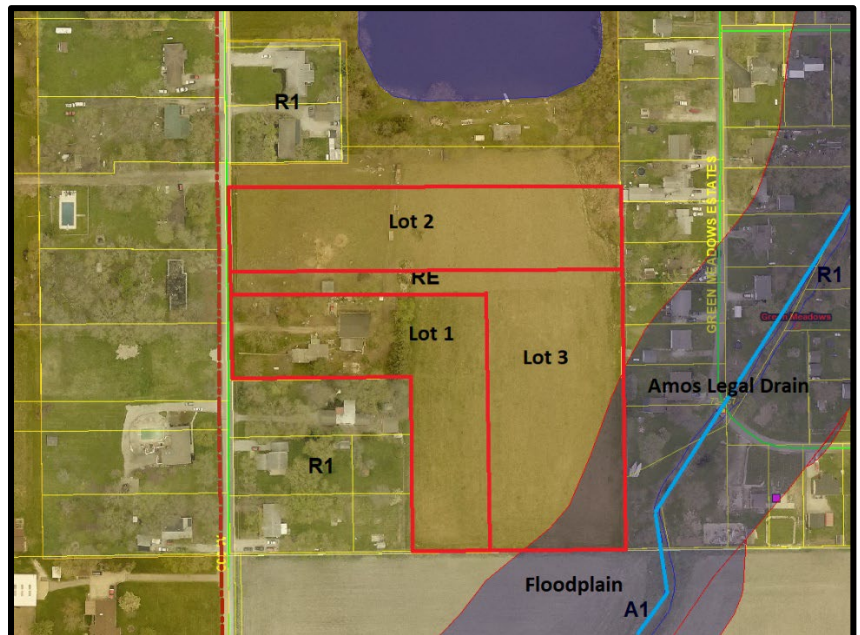 R1
Lot 2
RE
Lot 1
Lot 3
GREEN MEADOWS ESTATES
R1
Green Meadows
Amos Legal Drain
R1
Floodplain
A1